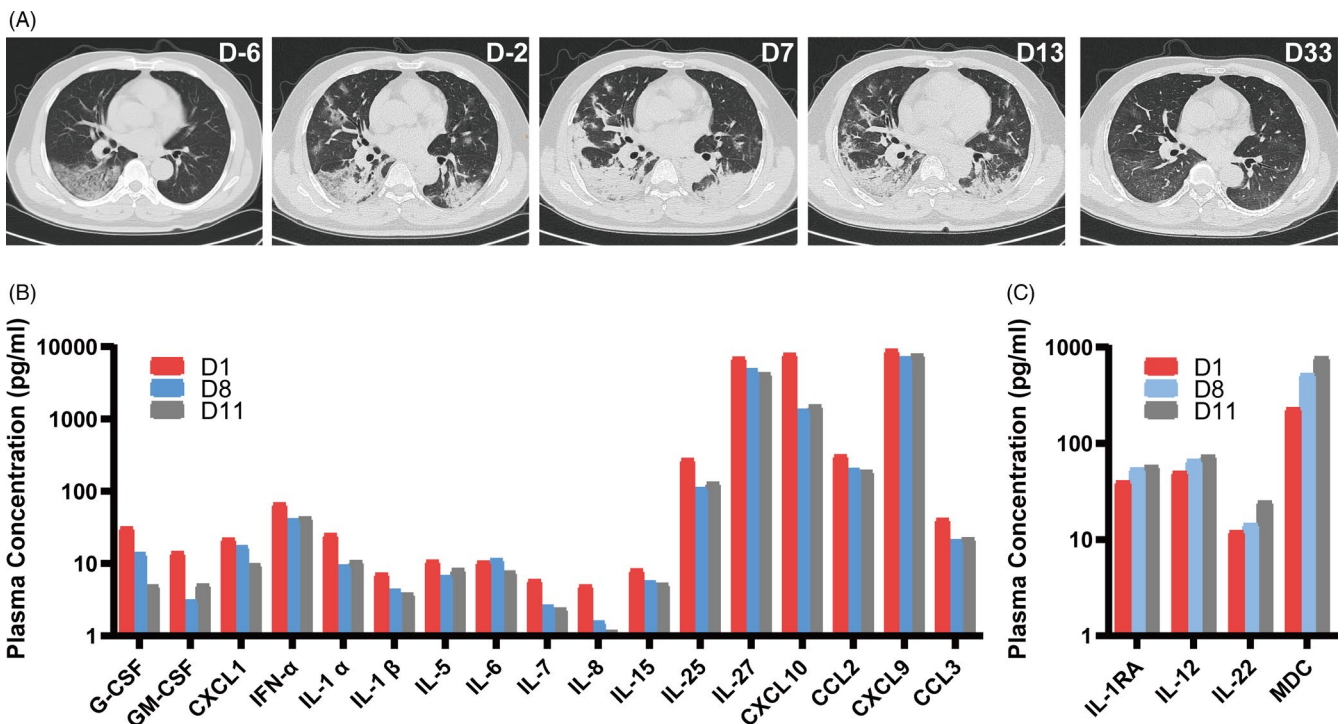 (A)
D-6
D-2
D7
D13
D33
(B)
Plasma Concentration (pg/ml)
10000
1000
100
10
1
D1
D8
D11
G-CSF
GM-CSF
CXCL1
IFN-α
IL-1 α
IL-1 β
IL-5
IL-6
IL-7
IL-8
IL-15
IL-25
IL-27
CXCL10
CCL2
CXCL9
CCL3
(C)
Plasma Concentration (pg/ml)
1000
100
10
1
D1
D8
D11
IL-1RA
IL-12
IL-22
MDC